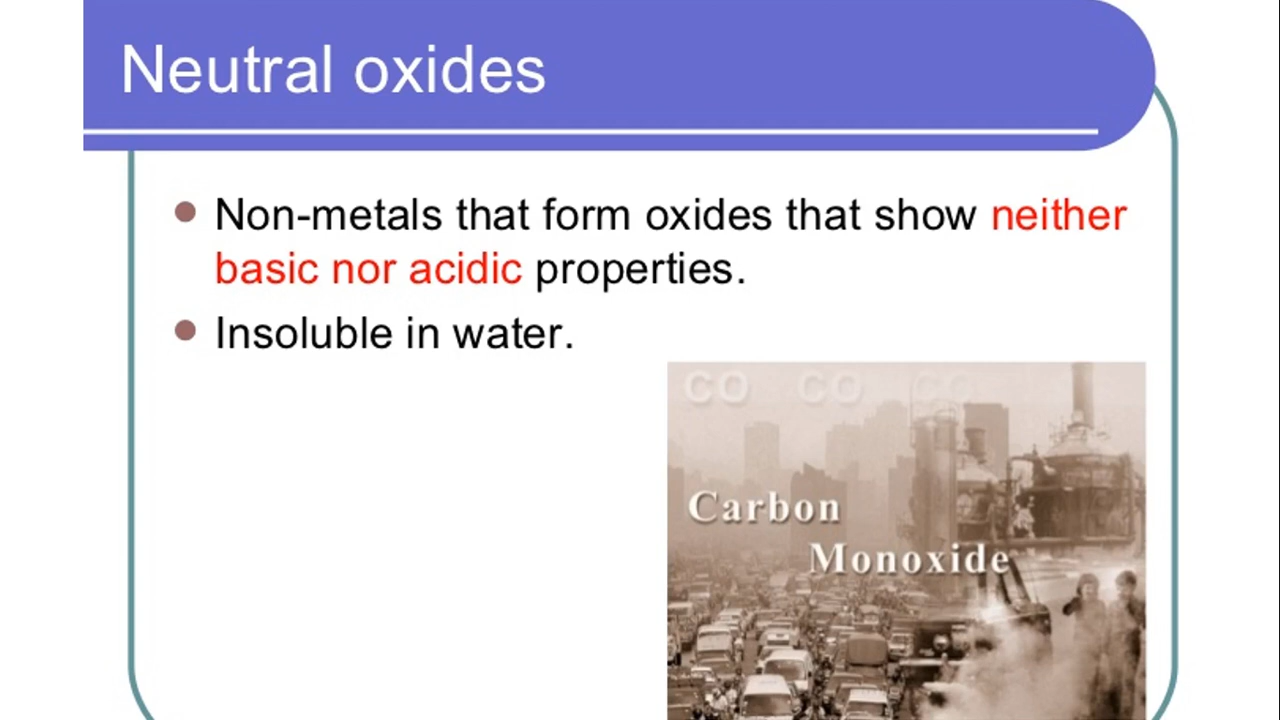 Neutral oxides
Non-metals that form oxides that show neither
basic nor acidic properties.
Insoluble in water.
CO CO CO
Carbon
Monoxide